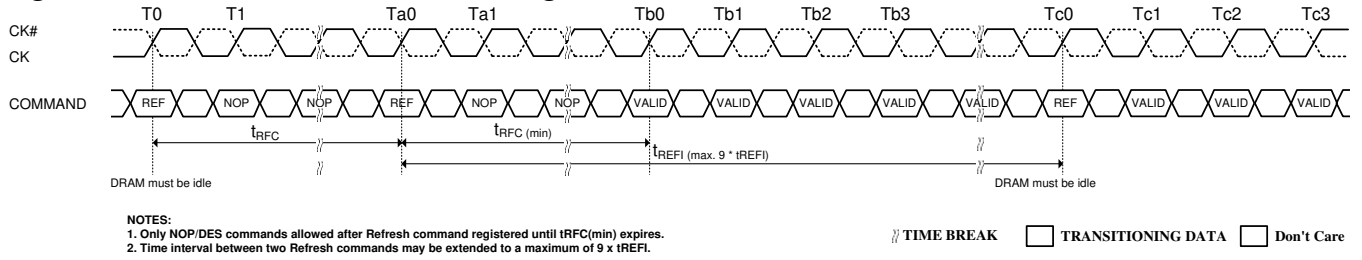 T0 T1 Ta0 Ta1 Tb0 Tb1 Tb2 Tb3 Tc0 Tc1 Tc2 Tc3
CK#
CK
COMMAND REF NOP NOP REF NOP NOP VALID VALID VALID VALID VALID REF VALID VALID VALID
tRFC tRFC (min)
tREFI (max. 9 * tREFI)
DRAM must be idle DRAM must be idle
NOTES:
1. Only NOP/DES commands allowed after Refresh command registered until tRFC(min) expires.
2. Time interval between two Refresh commands may be extended to a maximum of 9 x tREFI.
TIME BREAK TRANSITIONING DATA Don't Care